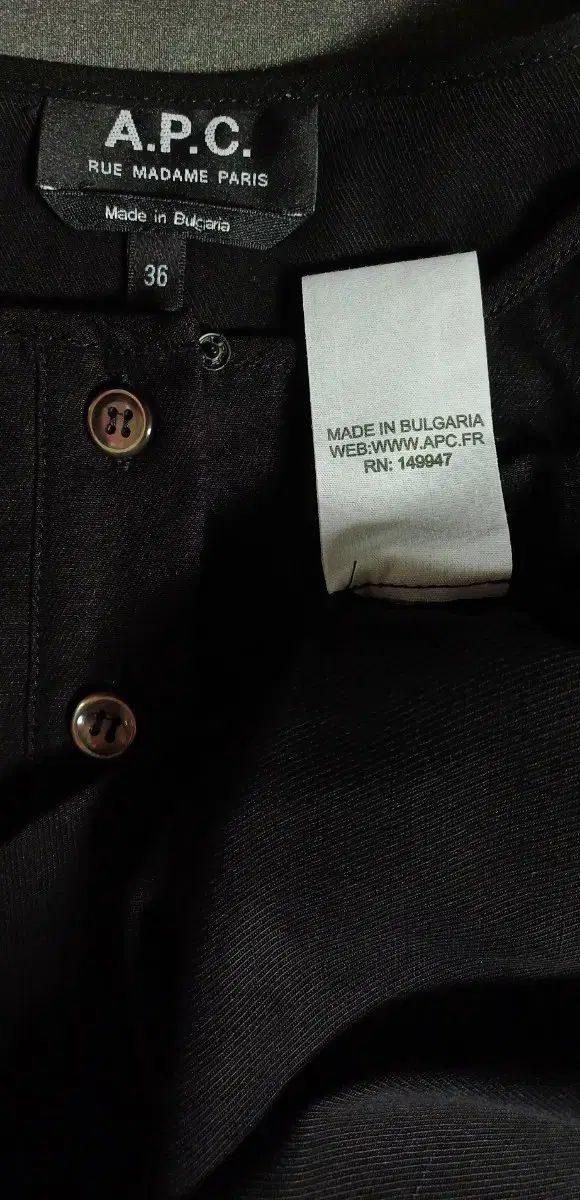 A.P.C.
RUE MADAME PARIS
Made in Bulgaria
36
MADE IN BULGARIA
WEB:WWW.APC.FR
RN: 149947